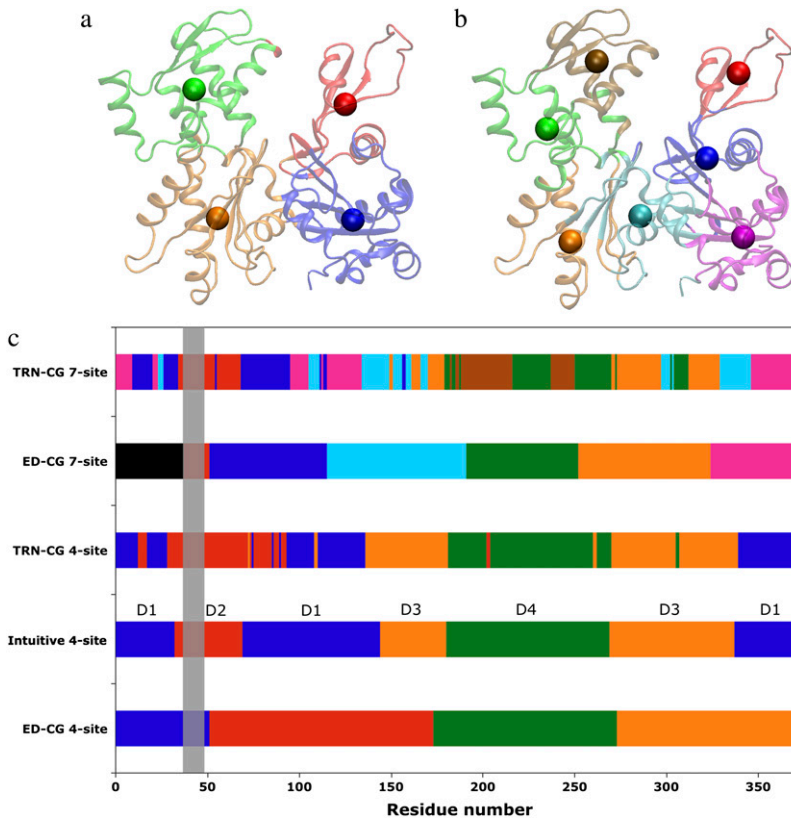 a
b
c
TRN-CG 7-site
ED-CG 7-site
TRN-CG 4-site
D1 D2 D1 D3 D4 D3 D1
Intuitive 4-site
ED-CG 4-site
0 50 100 150 200 250 300 350
Residue number